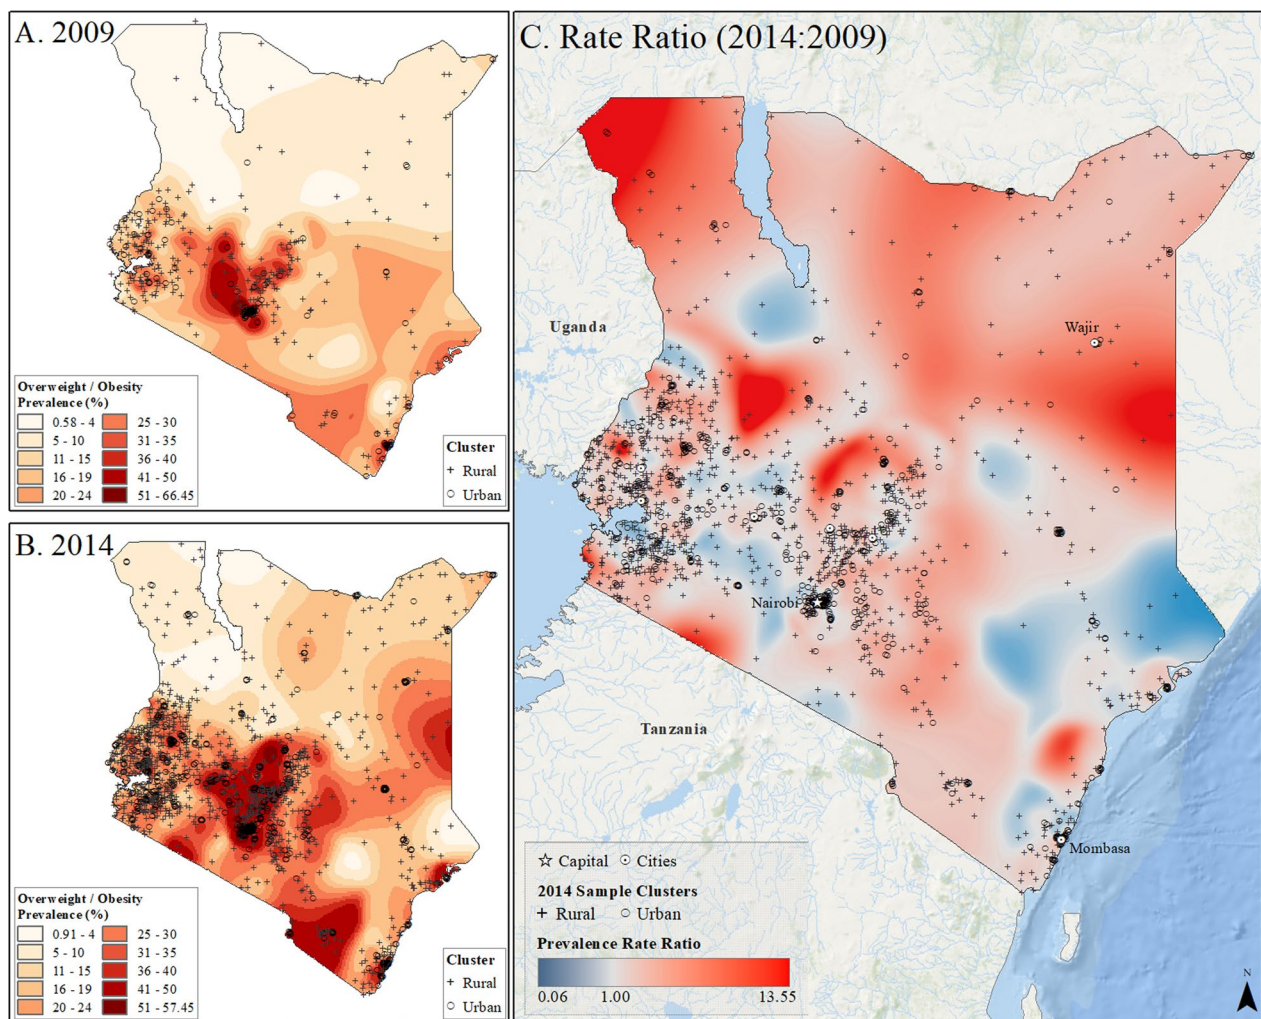 A. 2009
Overweight / Obesity
Prevalence (%)
0.58 - 4
25 - 30
5 - 10
31 - 35
11 - 15
36 - 40
16 - 19
41 - 50
20 - 24
51 - 66.45
Cluster
+ Rural
○ Urban
B. 2014
Overweight / Obesity
Prevalence (%)
0.91 - 4
25 - 30
5 - 10
31 - 35
11 - 15
36 - 40
16 - 19
41 - 50
20 - 24
51 - 57.45
Cluster
+ Rural
○ Urban
C. Rate Ratio (2014:2009)
Uganda
Wajir
Nairobi
Tanzania
Mombasa
Capital
Cities
2014 Sample Clusters
+ Rural
○ Urban
Prevalence Rate Ratio
0.06 1.00 13.55
N